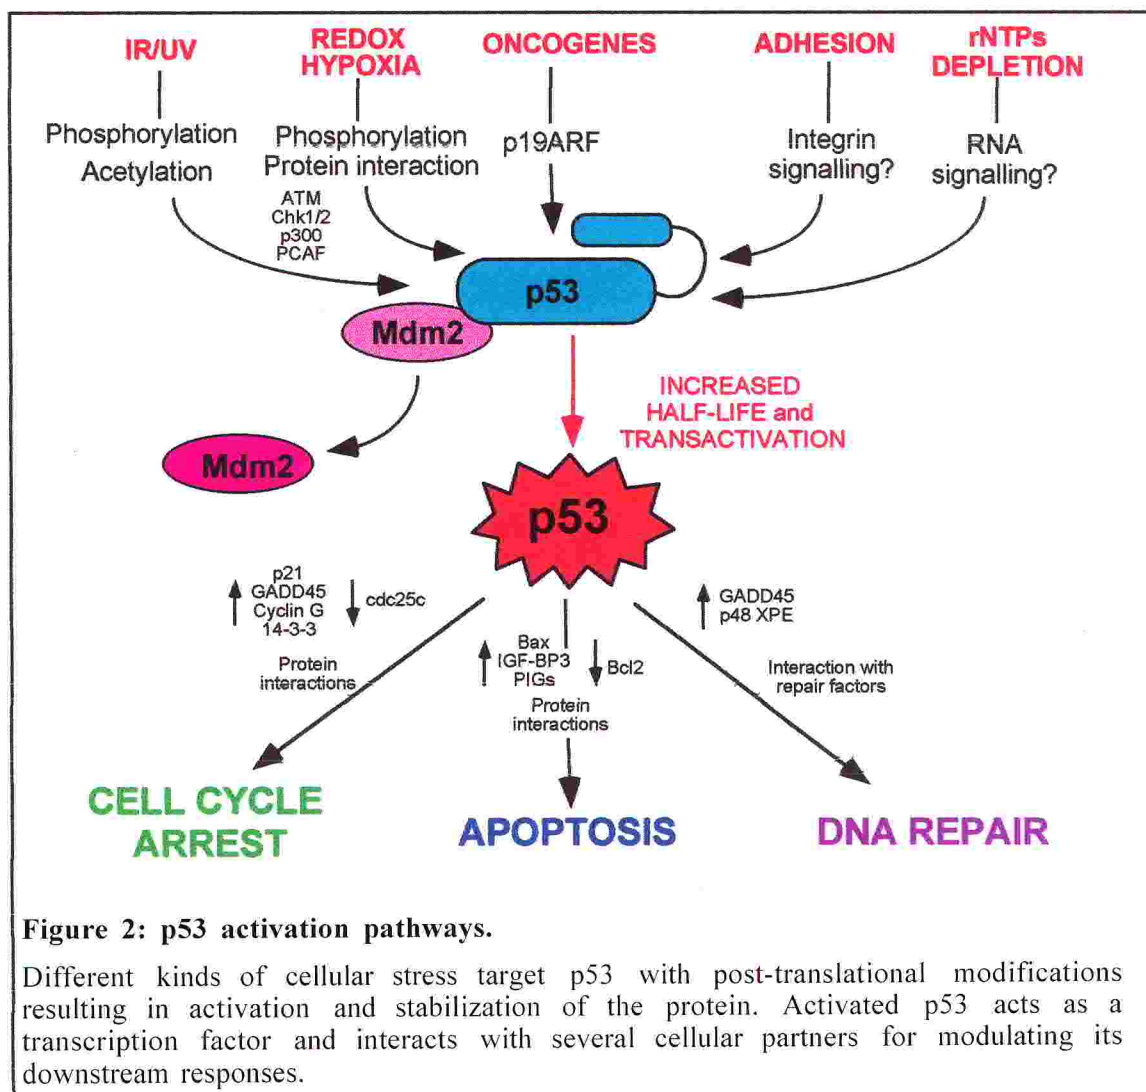 IR/UV
REDOX
HYPOXIA
ONCOGENES
ADHESION
rNTPs
DEPLETION
Phosphorylation
Acetylation
Phosphorylation
Protein interaction
ATM
Chk1/2
p300
PCAF
p19ARF
Integrin
signalling?
RNA
signalling?
p53
Mdm2
INCREASED
HALF-LIFE and
TRANSACTIVATION
Mdm2
p53
p21
GADD45
Cyclin G
14-3-3
cdc25c
Protein
interactions
Bax
IGF-BP3
PIGs
Bcl2
Protein
interactions
GADD45
p48 XPE
Interaction with
repair factors
CELL CYCLE
ARREST
APOPTOSIS
DNA REPAIR
Figure 2: p53 activation pathways.
Different kinds of cellular stress target p53 with post-translational modifications
resulting in activation and stabilization of the protein. Activated p53 acts as a
transcription factor and interacts with several cellular partners for modulating its
downstream responses.